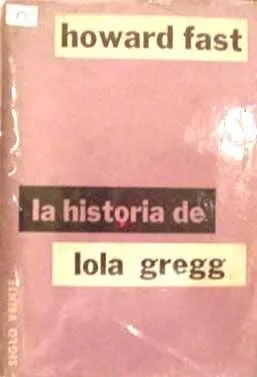 howard fast
la historia de
lola gregg
SIGLO VEINTE